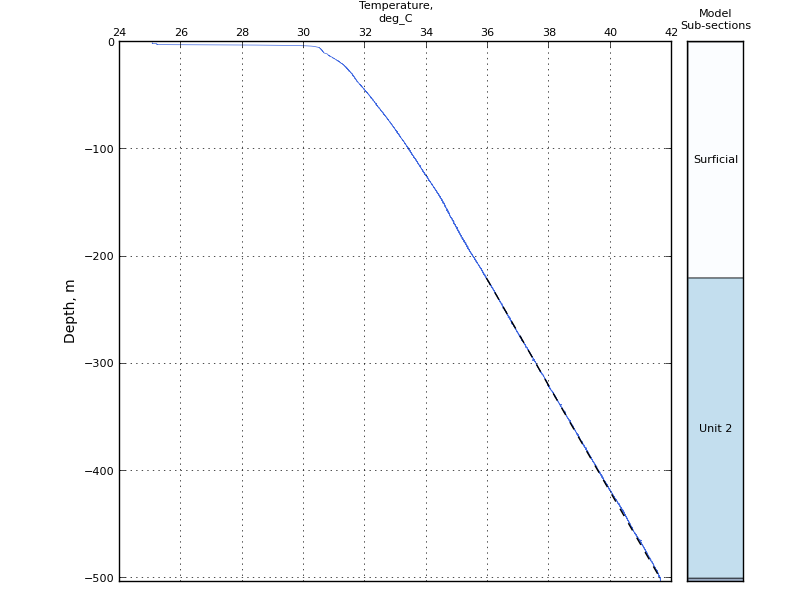 Temperature,
deg_C
Model
Sub-sections
24 26 28 30 32 34 36 38 40 42
0
Surficial
−100
−200
Depth, m
−300
−400
Unit 2
−500